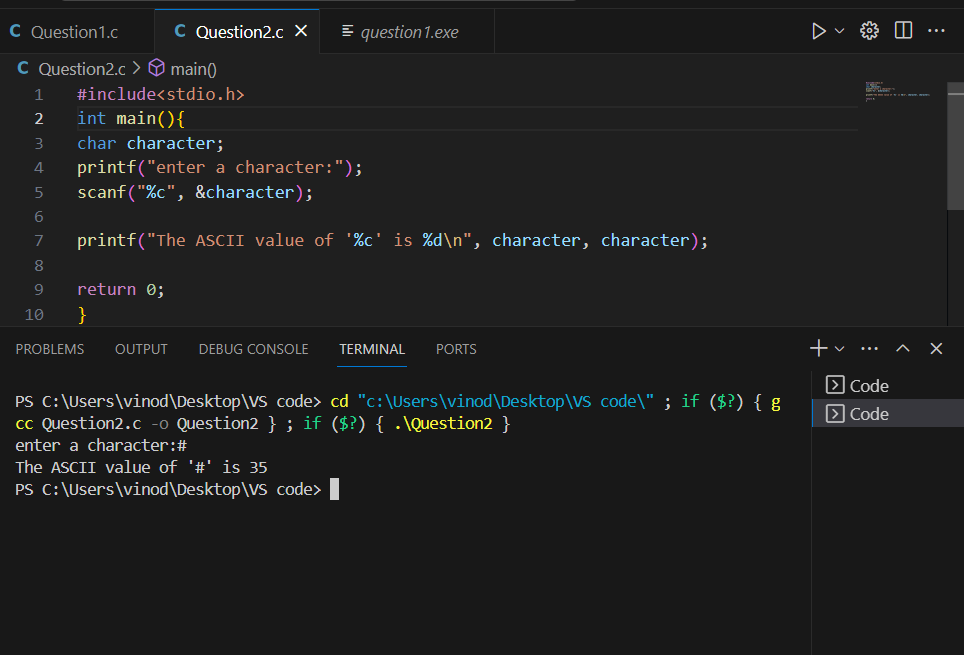 C Question1.c C Question2.c question1.exe
C Question2.c > main()
1 #include<stdio.h>
2 int main(){
3 char character;
4 printf("enter a character:");
5 scanf("%c", &character);
6
7 printf("The ASCII value of '%c' is %d\n", character, character);
8
9 return 0;
10 }
PROBLEMS OUTPUT DEBUG CONSOLE TERMINAL PORTS
PS C:\Users\vinod\Desktop\VS code> cd "c:\Users\vinod\Desktop\VS code\" ; if ($?) { g
cc Question2.c -o Question2 } ; if ($?) { .\Question2 }
enter a character:#
The ASCII value of '#' is 35
PS C:\Users\vinod\Desktop\VS code>
Code
Code